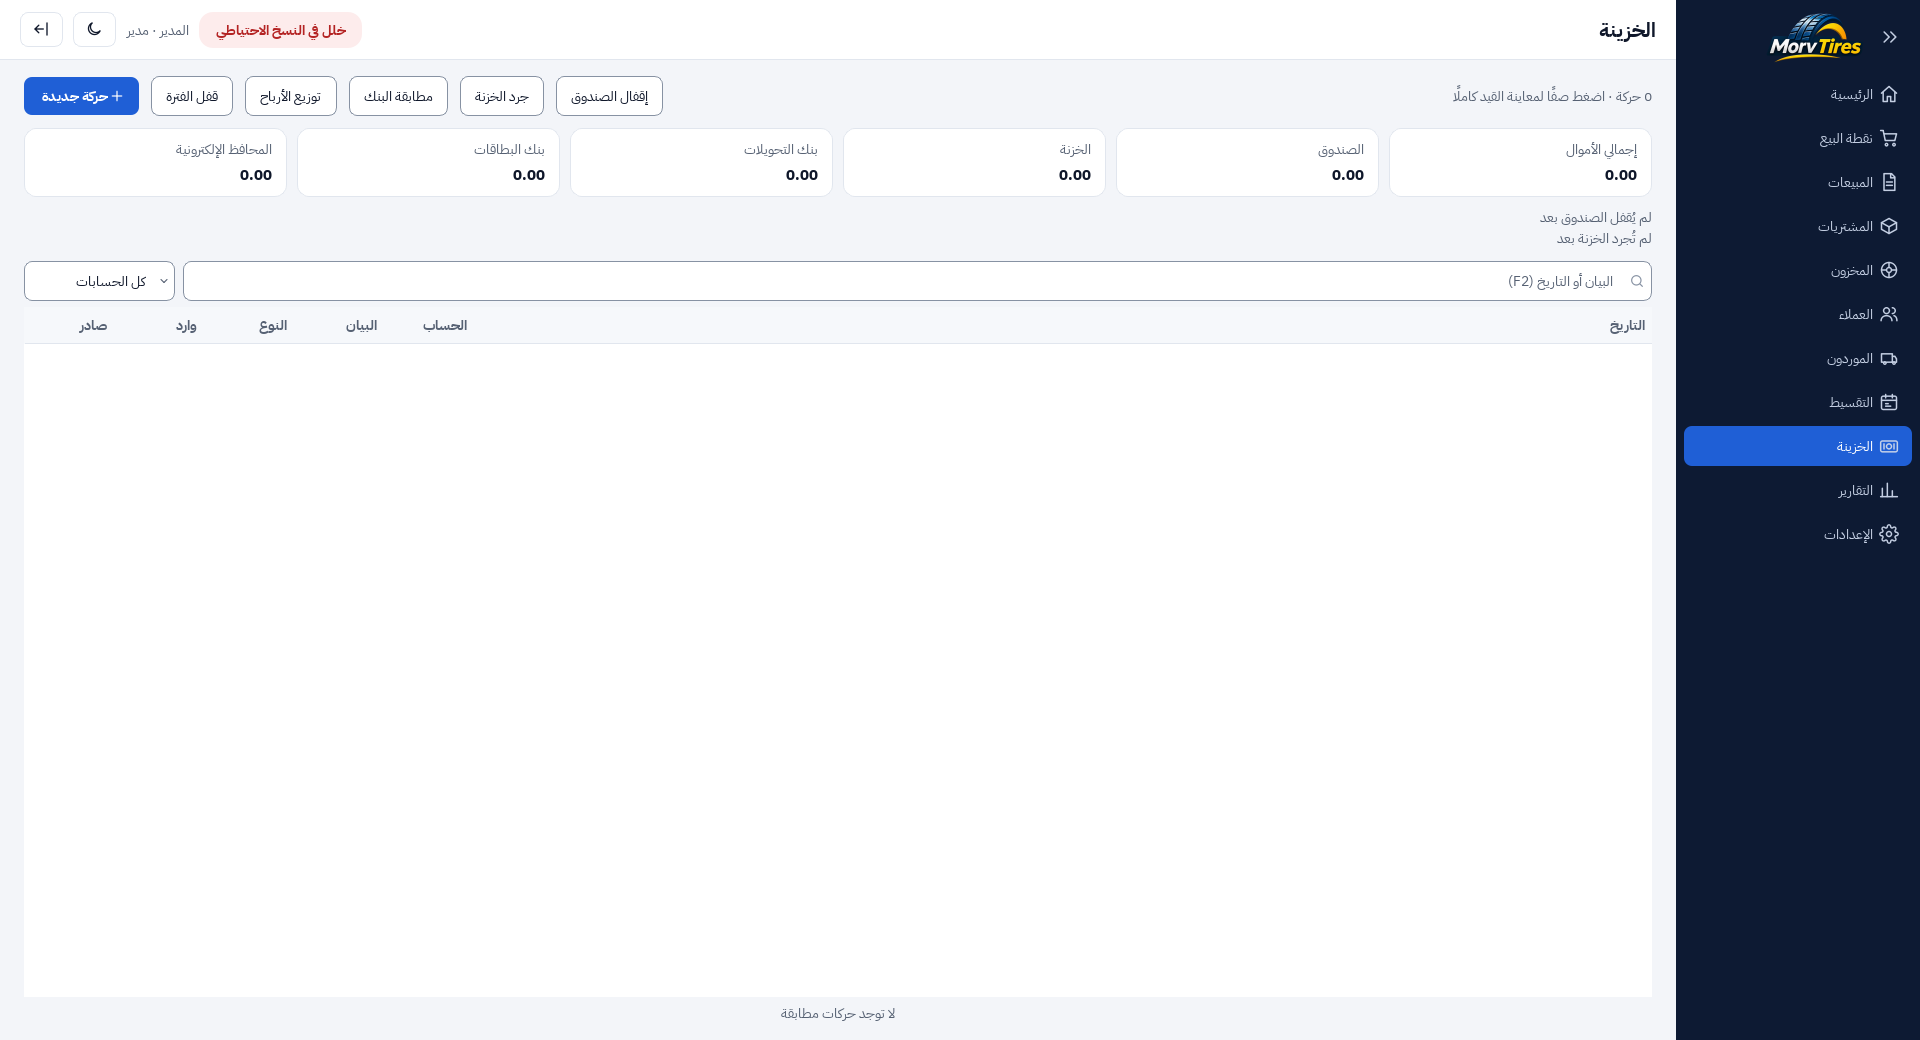 Morv Tires
الرئيسية
نقطة البيع
المبيعات
المشتريات
المخزون
العملاء
الموردون
التقسيط
الخزينة
التقارير
الإعدادات
الخزينة
خلل في النسخ الاحتياطي
المدير · مدير
0 حركة · اضغط صفًا لمعاينة القيد كاملًا
إقفال الصندوق
جرد الخزنة
مطابقة البنك
توزيع الأرباح
قفل الفترة
+ حركة جديدة
إجمالي الأموال
0.00
الصندوق
0.00
الخزنة
0.00
بنك التحويلات
0.00
بنك البطاقات
0.00
المحافظ الإلكترونية
0.00
لم يُقفل الصندوق بعد
لم تُجرد الخزنة بعد
البيان أو التاريخ (F2)
كل الحسابات
التاريخ الحساب البيان النوع وارد صادر
لا توجد حركات مطابقة